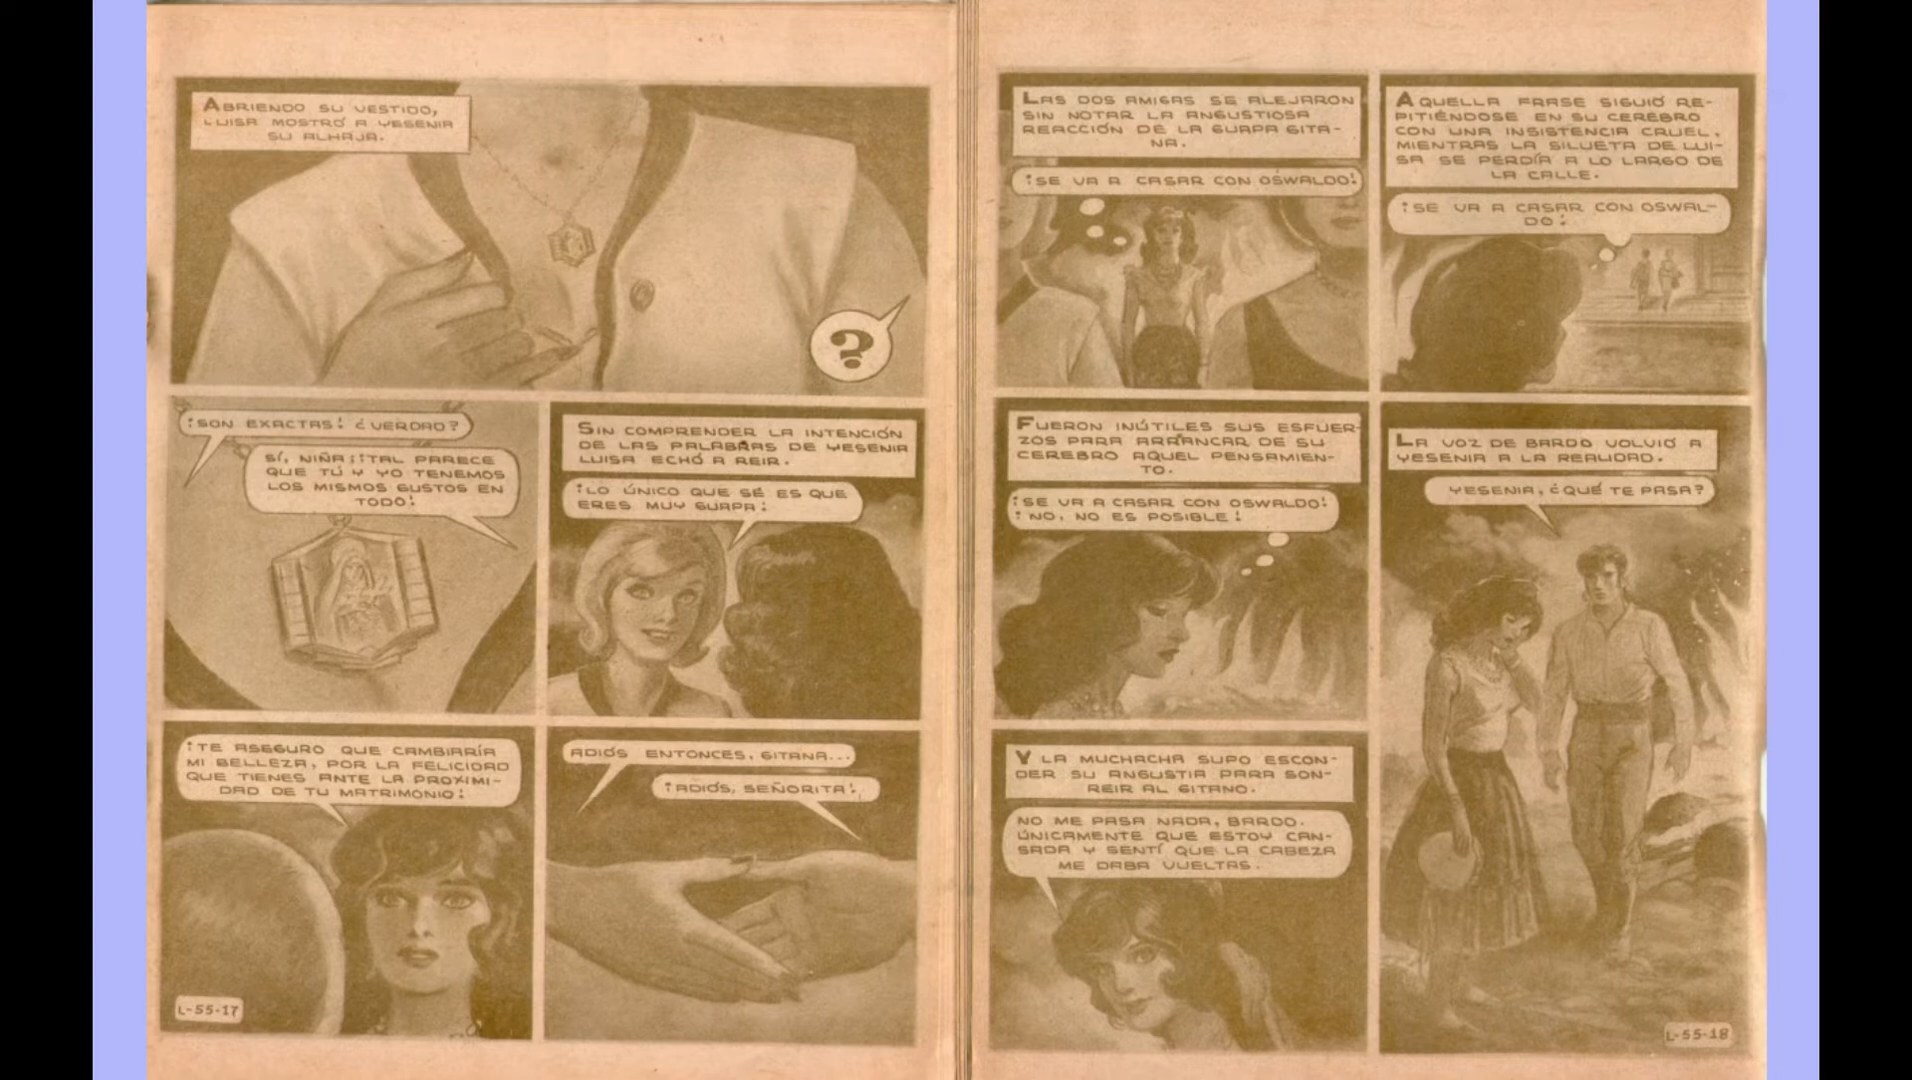 ABRIENDO SU VESTIDO,
LUISA MOSTRÓ A YESENIA
SU ALHAJA.
?
¡SON EXACTAS! ¿VERDAD?
SÍ, NIÑA ¡¡TAL PARECE
QUE TÚ Y YO TENEMOS
LOS MISMOS GUSTOS EN
TODO!
SIN COMPRENDER LA INTENCIÓN
DE LAS PALABRAS DE YESENIA
LUISA ECHÓ A REIR.
¡LO ÚNICO QUE SÉ ES QUE
ERES MUY GUAPA!
¡TE ASEGURO QUE CAMBIARÍA
MI BELLEZA, POR LA FELICIDAD
QUE TIENES ANTE LA PROXIMI-
DAD DE TU MATRIMONIO!
L-55-17
ADIÓS ENTONCES, GITANA...
¡ADIÓS, SEÑORITA!
LAS DOS AMIGAS SE ALEJARON
SIN NOTAR LA ANGUSTIOSA
REACCIÓN DE LA GUAPA GITA-
NA.
¡SE VA A CASAR CON OSWALDO!
AQUELLA FRASE SIGUIÓ RE-
PITIÉNDOSE EN SU CEREBRO
CON UNA INSISTENCIA CRUEL,
MIENTRAS LA SILUETA DE LUI-
SA SE PERDÍA A LO LARGO DE
LA CALLE.
¡SE VA A CASAR CON OSWAL-
DO!
FUERON INÚTILES SUS ESFUER-
ZOS PARA ARRANCAR DE SU
CEREBRO AQUEL PENSAMIEN-
TO.
¡SE VA A CASAR CON OSWALDO!
¡NO, NO ES POSIBLE!
LA VOZ DE BARDO VOLVIÓ A
YESENIA A LA REALIDAD.
YESENIA, ¿QUÉ TE PASA?
Y LA MUCHACHA SUPO ESCON-
DER SU ANGUSTIA PARA SON-
REIR AL GITANO.
NO ME PASA NADA, BARDO.
ÚNICAMENTE QUE ESTOY CAN-
SADA Y SENTÍ QUE LA CABEZA
ME DABA VUELTAS.
L-55-18